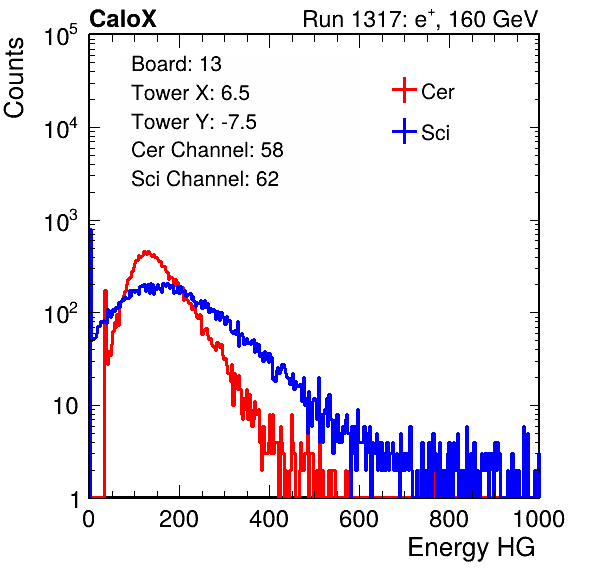 CaloX Run 1317: e⁺, 160 GeV
Counts
Board: 13
Tower X: 6.5
Tower Y: -7.5
Cer Channel: 58
Sci Channel: 62
Cer
Sci
10⁵
10⁴
10³
10²
10
1
0 200 400 600 800 1000
Energy HG